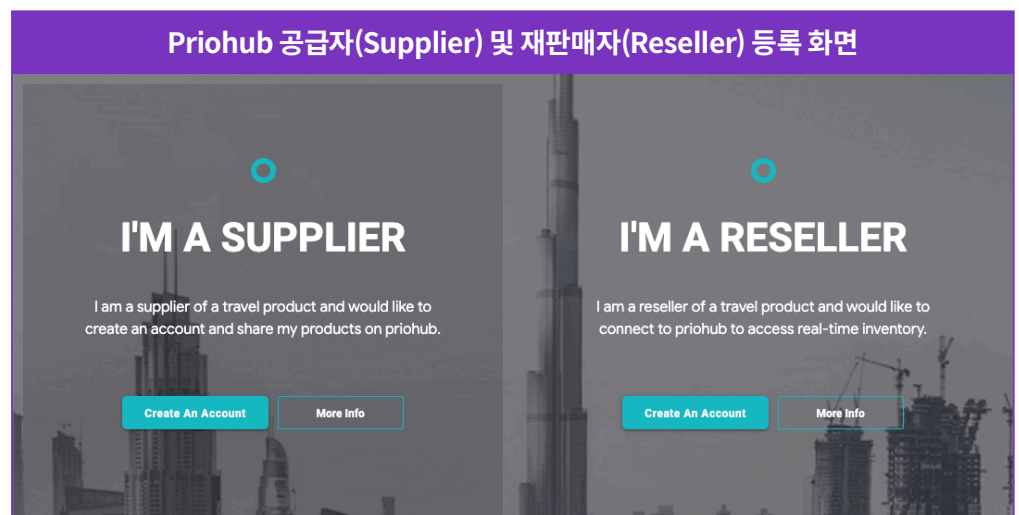 Priohub 공급자(Supplier) 및 재판매자(Reseller) 등록 화면
I'M A SUPPLIER
I am a supplier of a travel product and would like to
create an account and share my products on priohub.
Create An Account
More Info
I'M A RESELLER
I am a reseller of a travel product and would like to
connect to priohub to access real-time inventory.
Create An Account
More Info